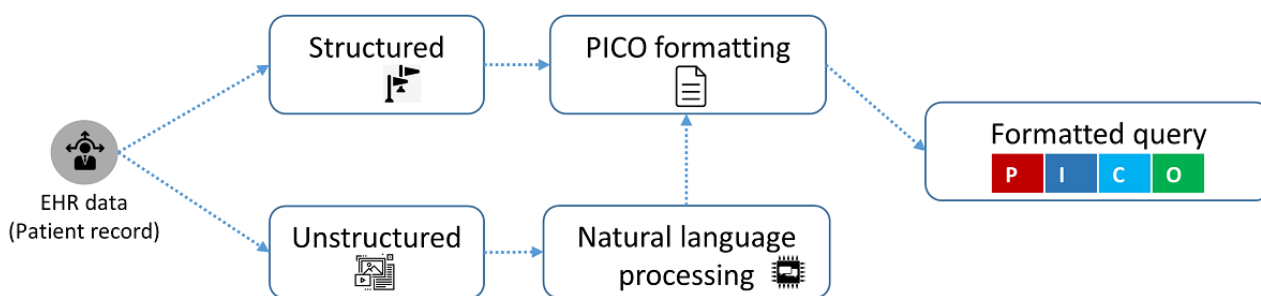 Structured
PICO formatting
Formatted query
P I C O
EHR data
(Patient record)
Unstructured
Natural language
processing